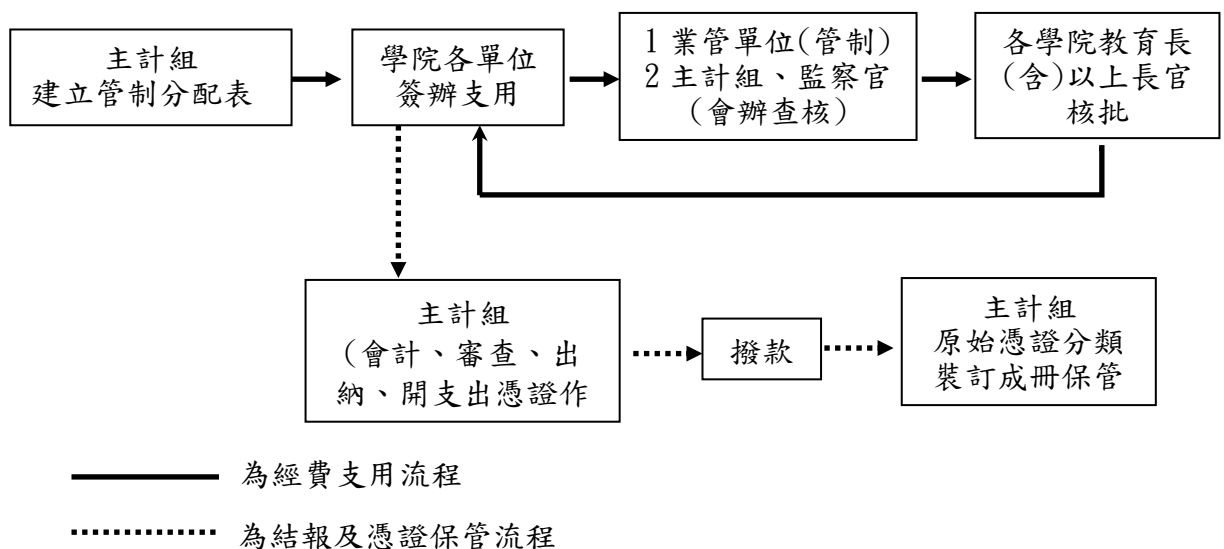 主計組
建立管制分配表
學院各單位
簽辦支用
1 業管單位(管制)
2 主計組、監察官
(會辦查核)
各學院教育長
(含)以上長官
核批
主計組
(會計、審查、出
納、開支出憑證作
撥款
主計組
原始憑證分類
裝訂成冊保管
為經費支用流程
為結報及憑證保管流程